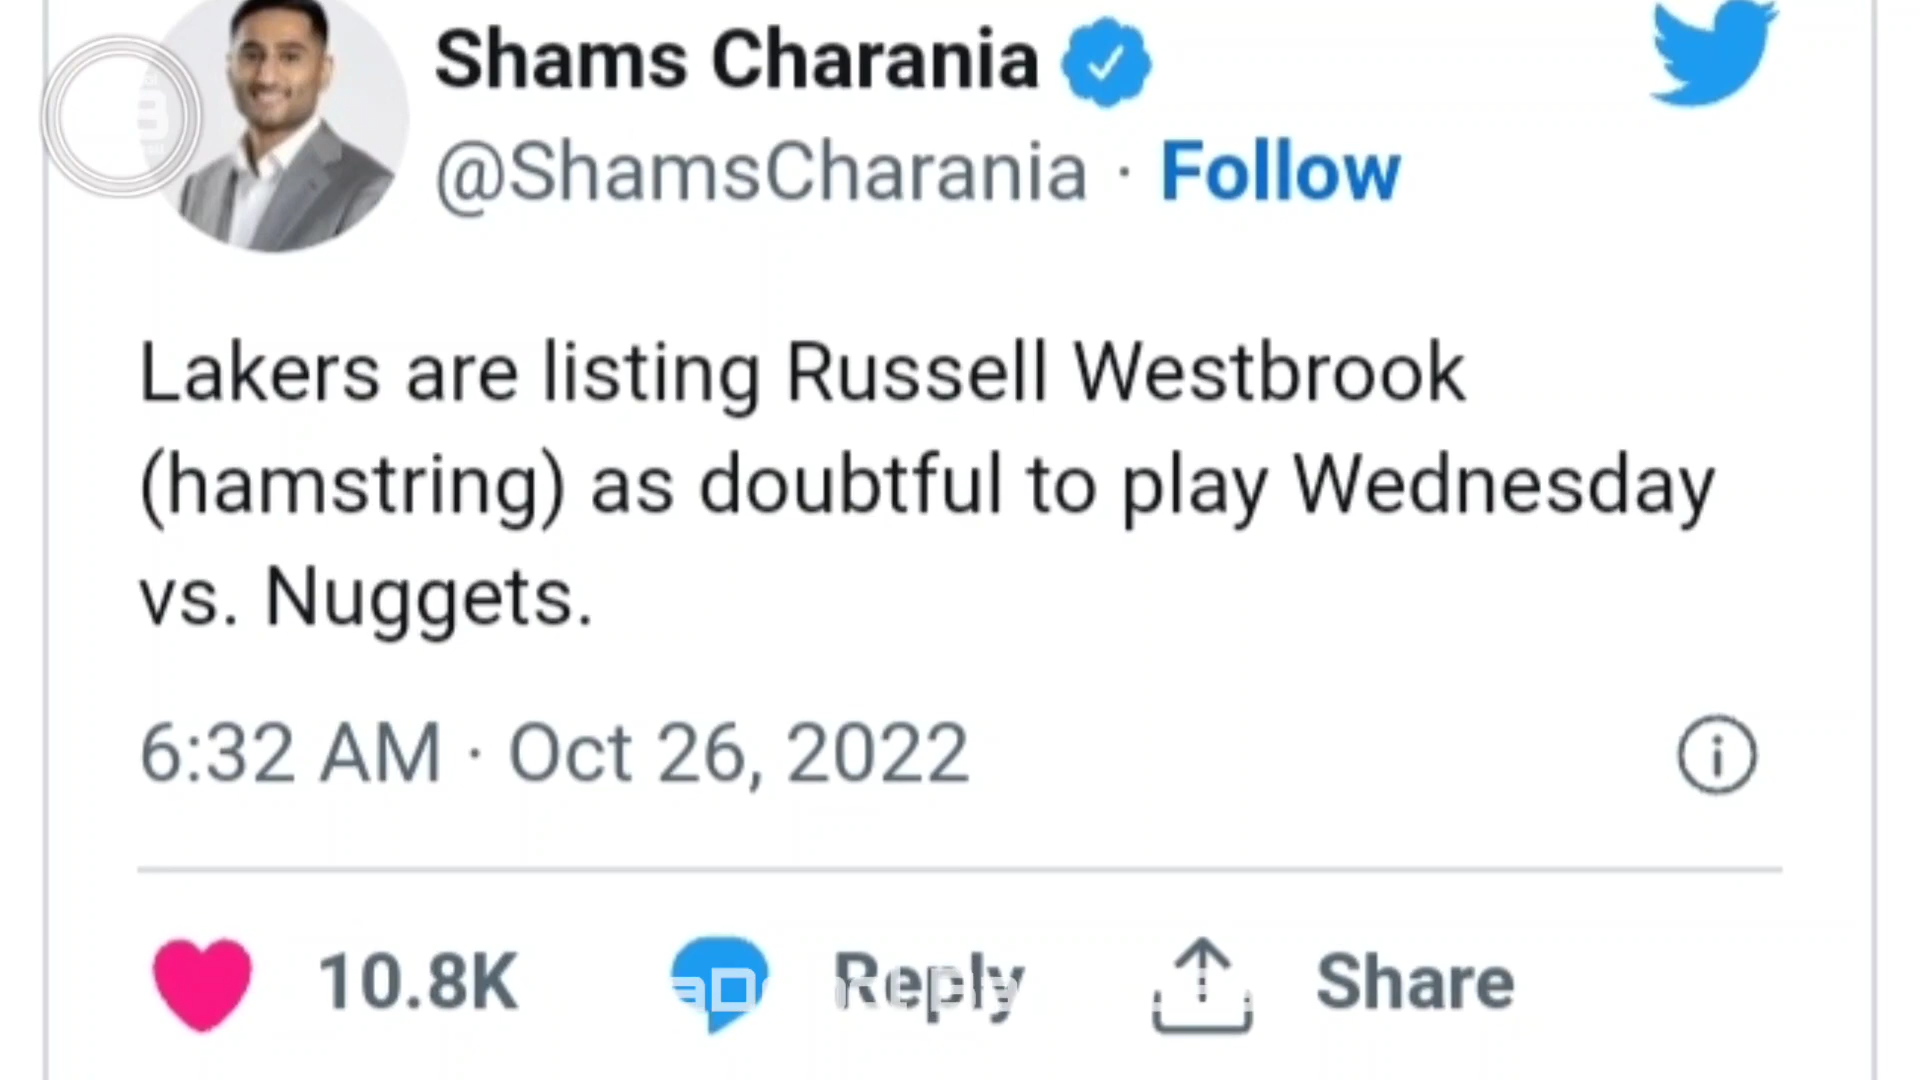 Shams Charania
@ShamsCharania · Follow
Lakers are listing Russell Westbrook
(hamstring) as doubtful to play Wednesday
vs. Nuggets.
6:32 AM · Oct 26, 2022
10.8K Reply Share